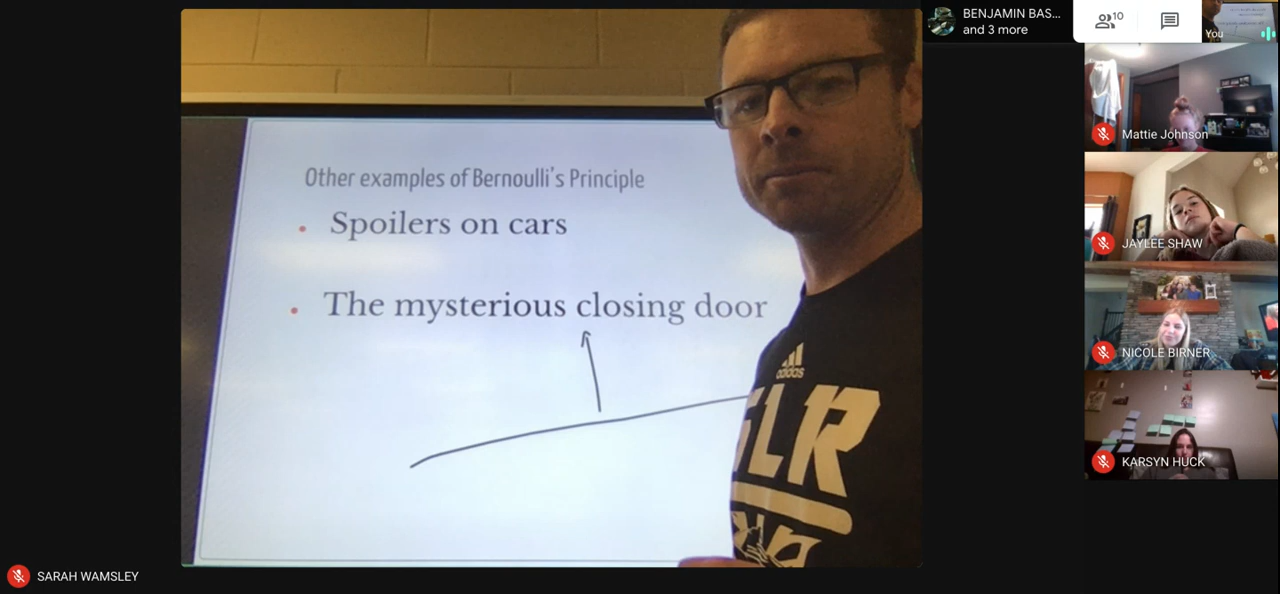 BENJAMIN BAS...
and 3 more
10
You
Other examples of Bernoulli's Principle
• Spoilers on cars
• The mysterious closing door
adidas
LR
Mattie Johnson
JAYLEE SHAW
NICOLE BIRNER
KARSYN HUCK
SARAH WAMSLEY